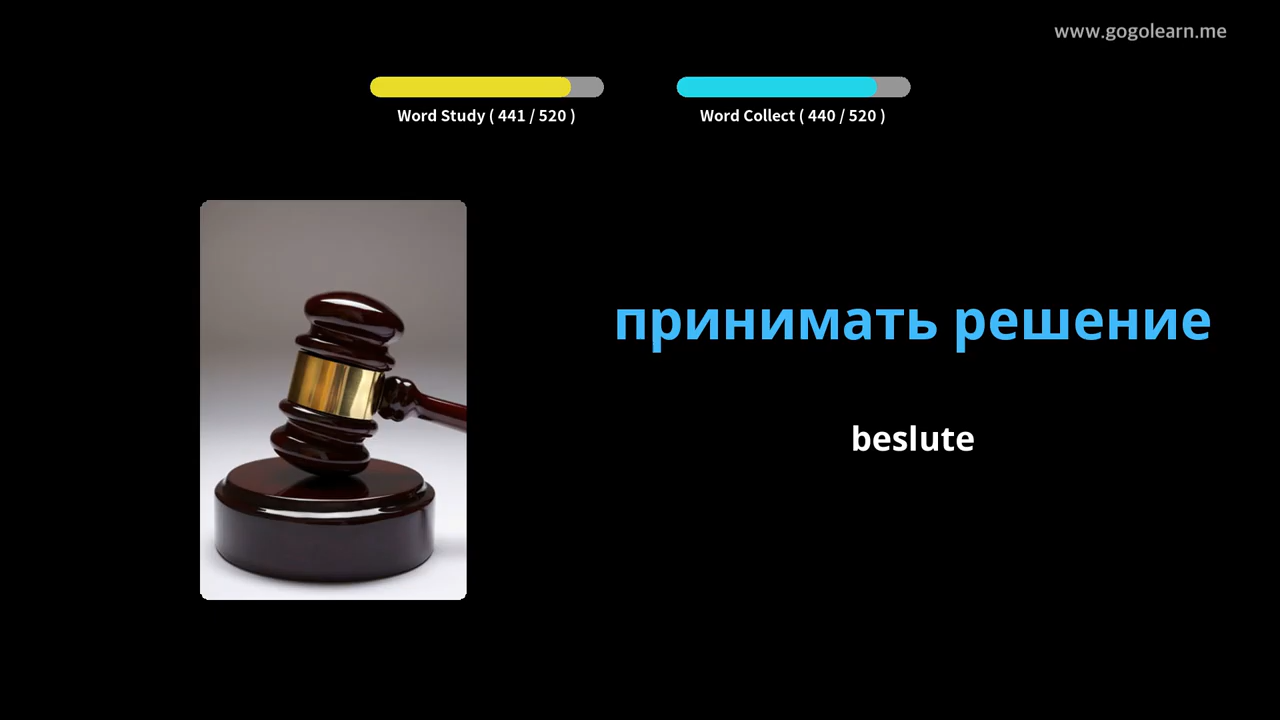 www.gogolearn.me
Word Study ( 441 / 520 )
Word Collect ( 440 / 520 )
принимать решение
beslute